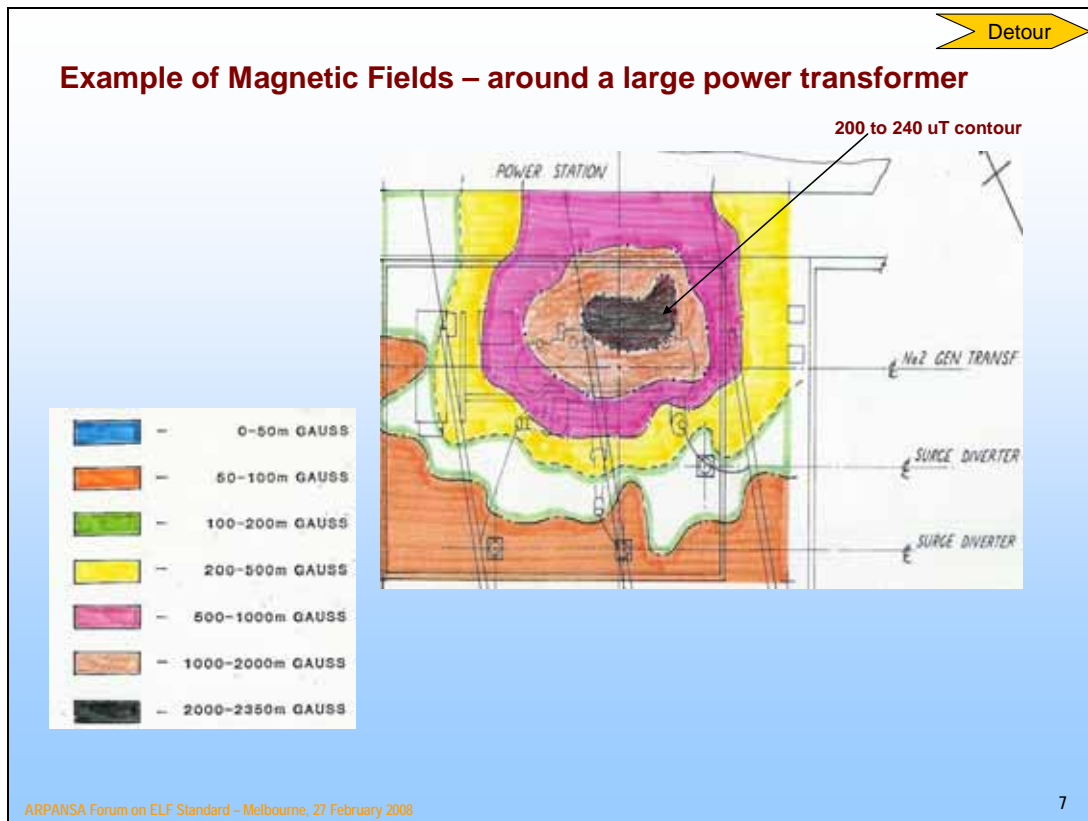 Detour
Example of Magnetic Fields – around a large power transformer
200 to 240 uT contour
POWER STATION
℄ No2 GEN TRANSF
℄ SURGE DIVERTER
℄ SURGE DIVERTER
– 0-50m GAUSS
– 50-100m GAUSS
– 100-200m GAUSS
– 200-500m GAUSS
– 500-1000m GAUSS
– 1000-2000m GAUSS
– 2000-2350m GAUSS
ARPANSA Forum on ELF Standard – Melbourne, 27 February 2008
7